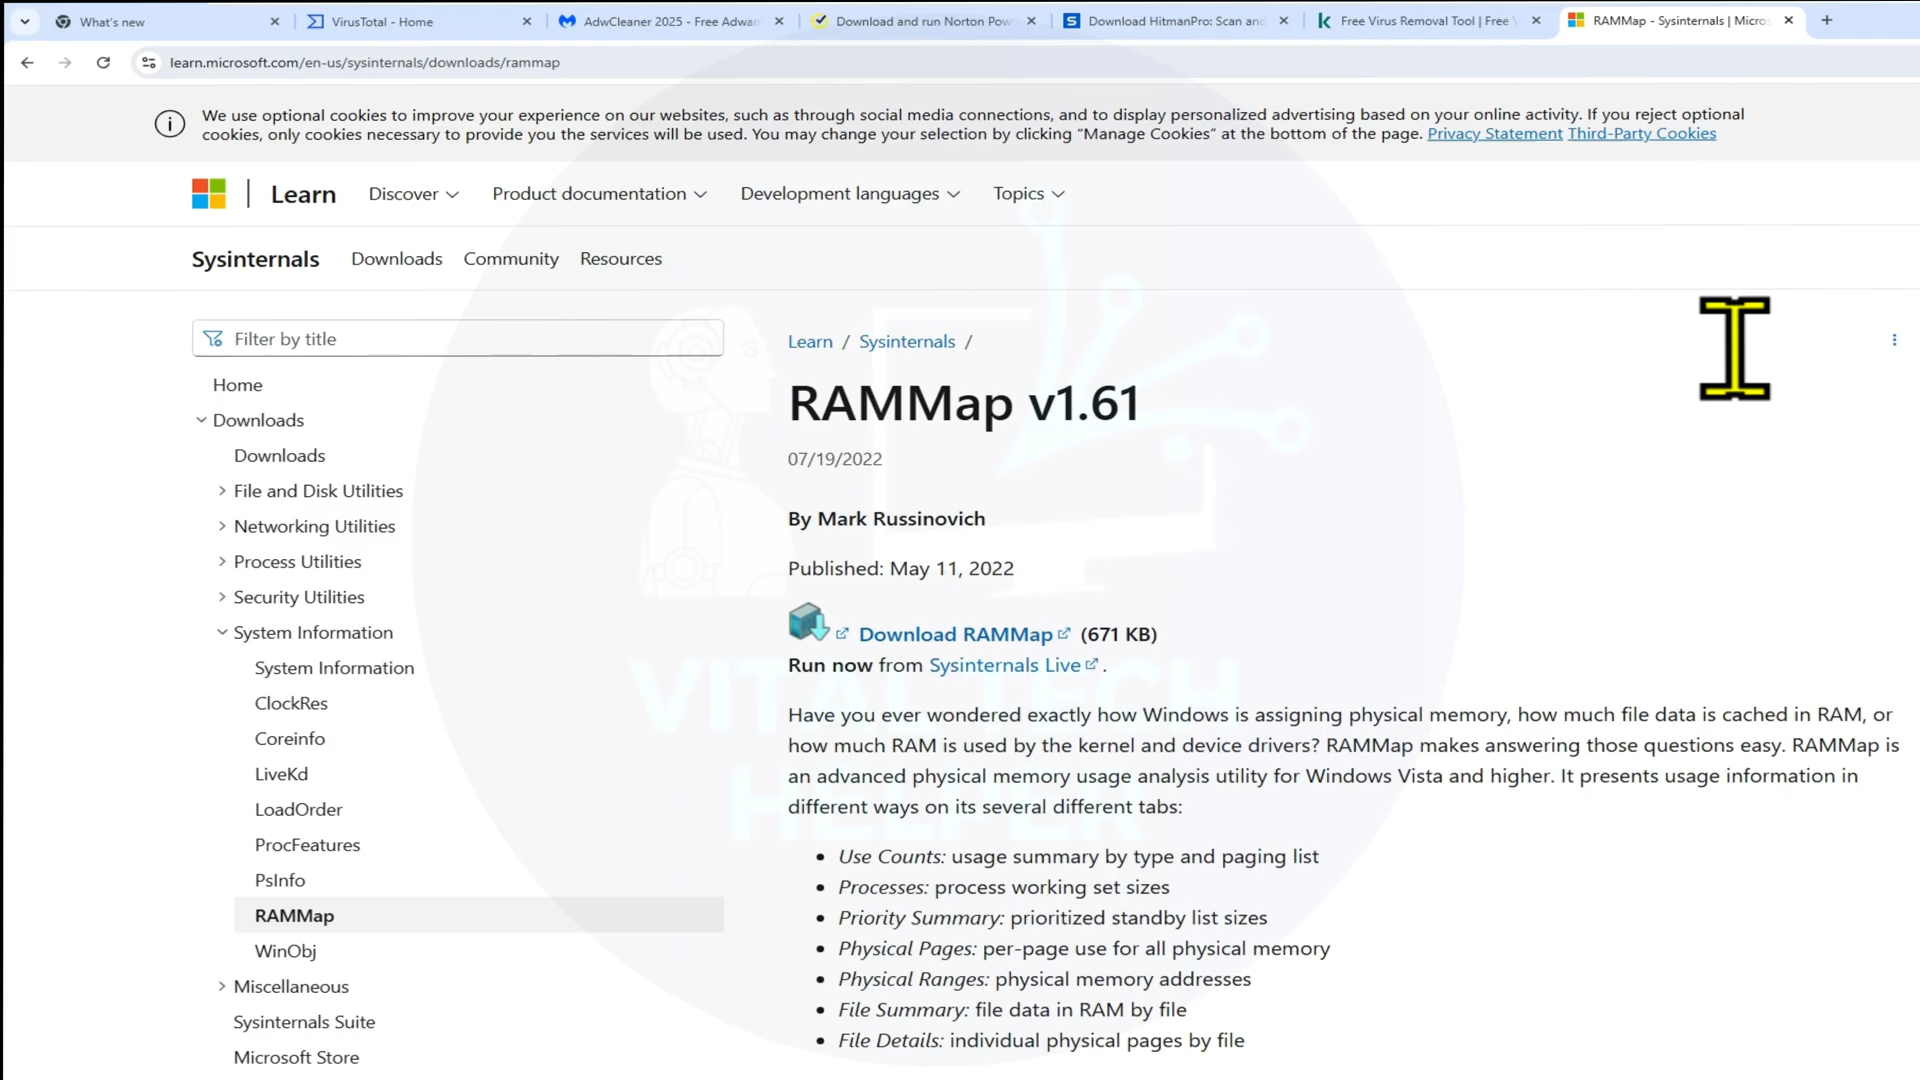 What's new
VirusTotal - Home
AdwCleaner 2025 - Free Adwar
Download and run Norton Pow
Download HitmanPro: Scan and
Free Virus Removal Tool | Free
RAMMap - Sysinternals | Micros
learn.microsoft.com/en-us/sysinternals/downloads/rammap
We use optional cookies to improve your experience on our websites, such as through social media connections, and to display personalized advertising based on your online activity. If you reject optional
cookies, only cookies necessary to provide you the services will be used. You may change your selection by clicking “Manage Cookies” at the bottom of the page. Privacy Statement Third-Party Cookies
Learn Discover Product documentation Development languages Topics
Sysinternals Downloads Community Resources
Filter by title
Home
Downloads
Downloads
File and Disk Utilities
Networking Utilities
Process Utilities
Security Utilities
System Information
System Information
ClockRes
Coreinfo
LiveKd
LoadOrder
ProcFeatures
PsInfo
RAMMap
WinObj
Miscellaneous
Sysinternals Suite
Microsoft Store
Learn / Sysinternals /
RAMMap v1.61
07/19/2022
By Mark Russinovich
Published: May 11, 2022
Download RAMMap (671 KB)
Run now from Sysinternals Live .
Have you ever wondered exactly how Windows is assigning physical memory, how much file data is cached in RAM, or
how much RAM is used by the kernel and device drivers? RAMMap makes answering those questions easy. RAMMap is
an advanced physical memory usage analysis utility for Windows Vista and higher. It presents usage information in
different ways on its several different tabs:
• Use Counts: usage summary by type and paging list
• Processes: process working set sizes
• Priority Summary: prioritized standby list sizes
• Physical Pages: per-page use for all physical memory
• Physical Ranges: physical memory addresses
• File Summary: file data in RAM by file
• File Details: individual physical pages by file
VITAL TECH
HELPER